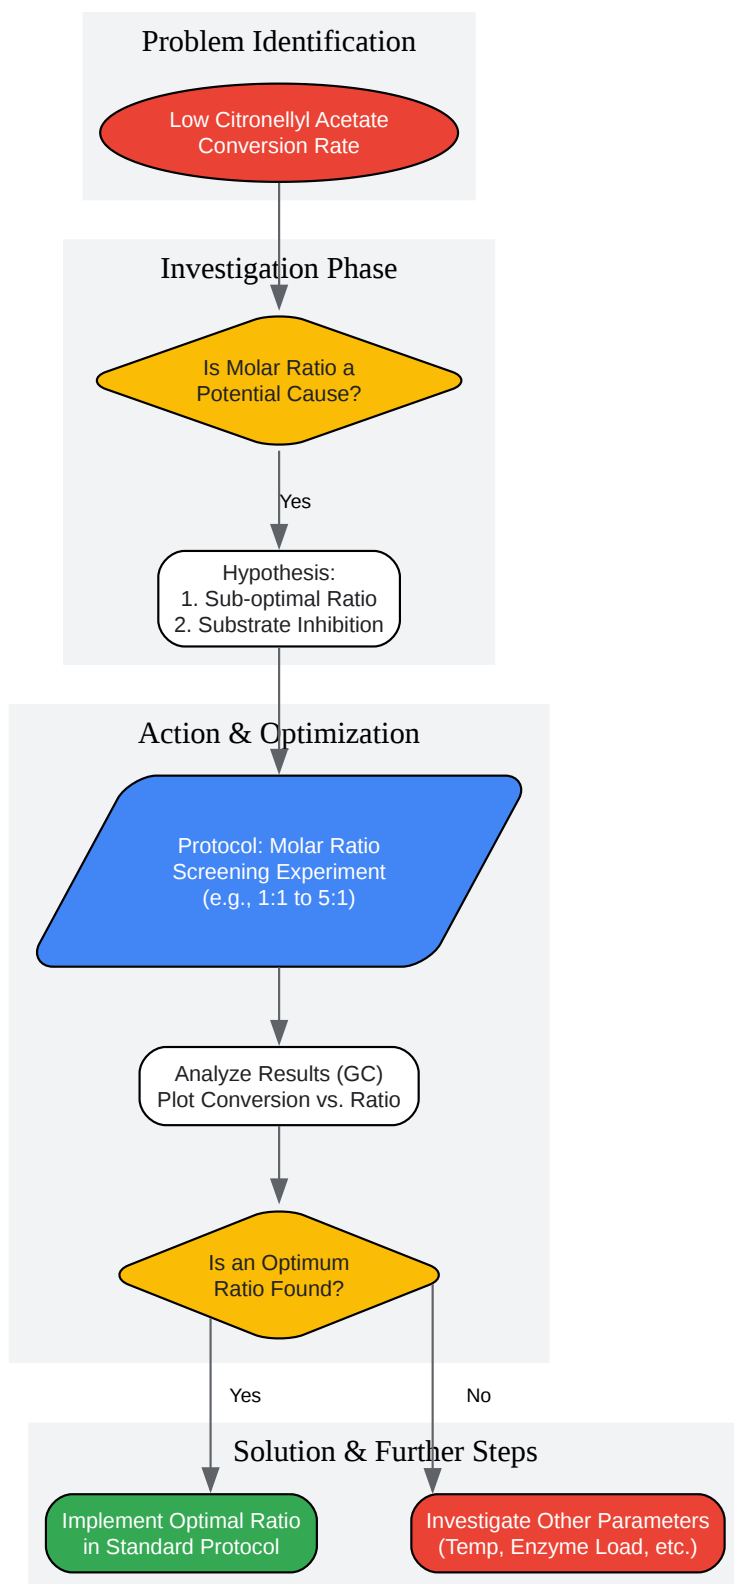 Problem Identification
Low Citronellyl Acetate
Conversion Rate
Investigation Phase
Is Molar Ratio a
Potential Cause?
Yes
Hypothesis:
1. Sub-optimal Ratio
2. Substrate Inhibition
Action & Optimization
Protocol: Molar Ratio
Screening Experiment
(e.g., 1:1 to 5:1)
Analyze Results (GC)
Plot Conversion vs. Ratio
Is an Optimum
Ratio Found?
Yes
No
Solution & Further Steps
Implement Optimal Ratio
in Standard Protocol
Investigate Other Parameters
(Temp, Enzyme Load, etc.)